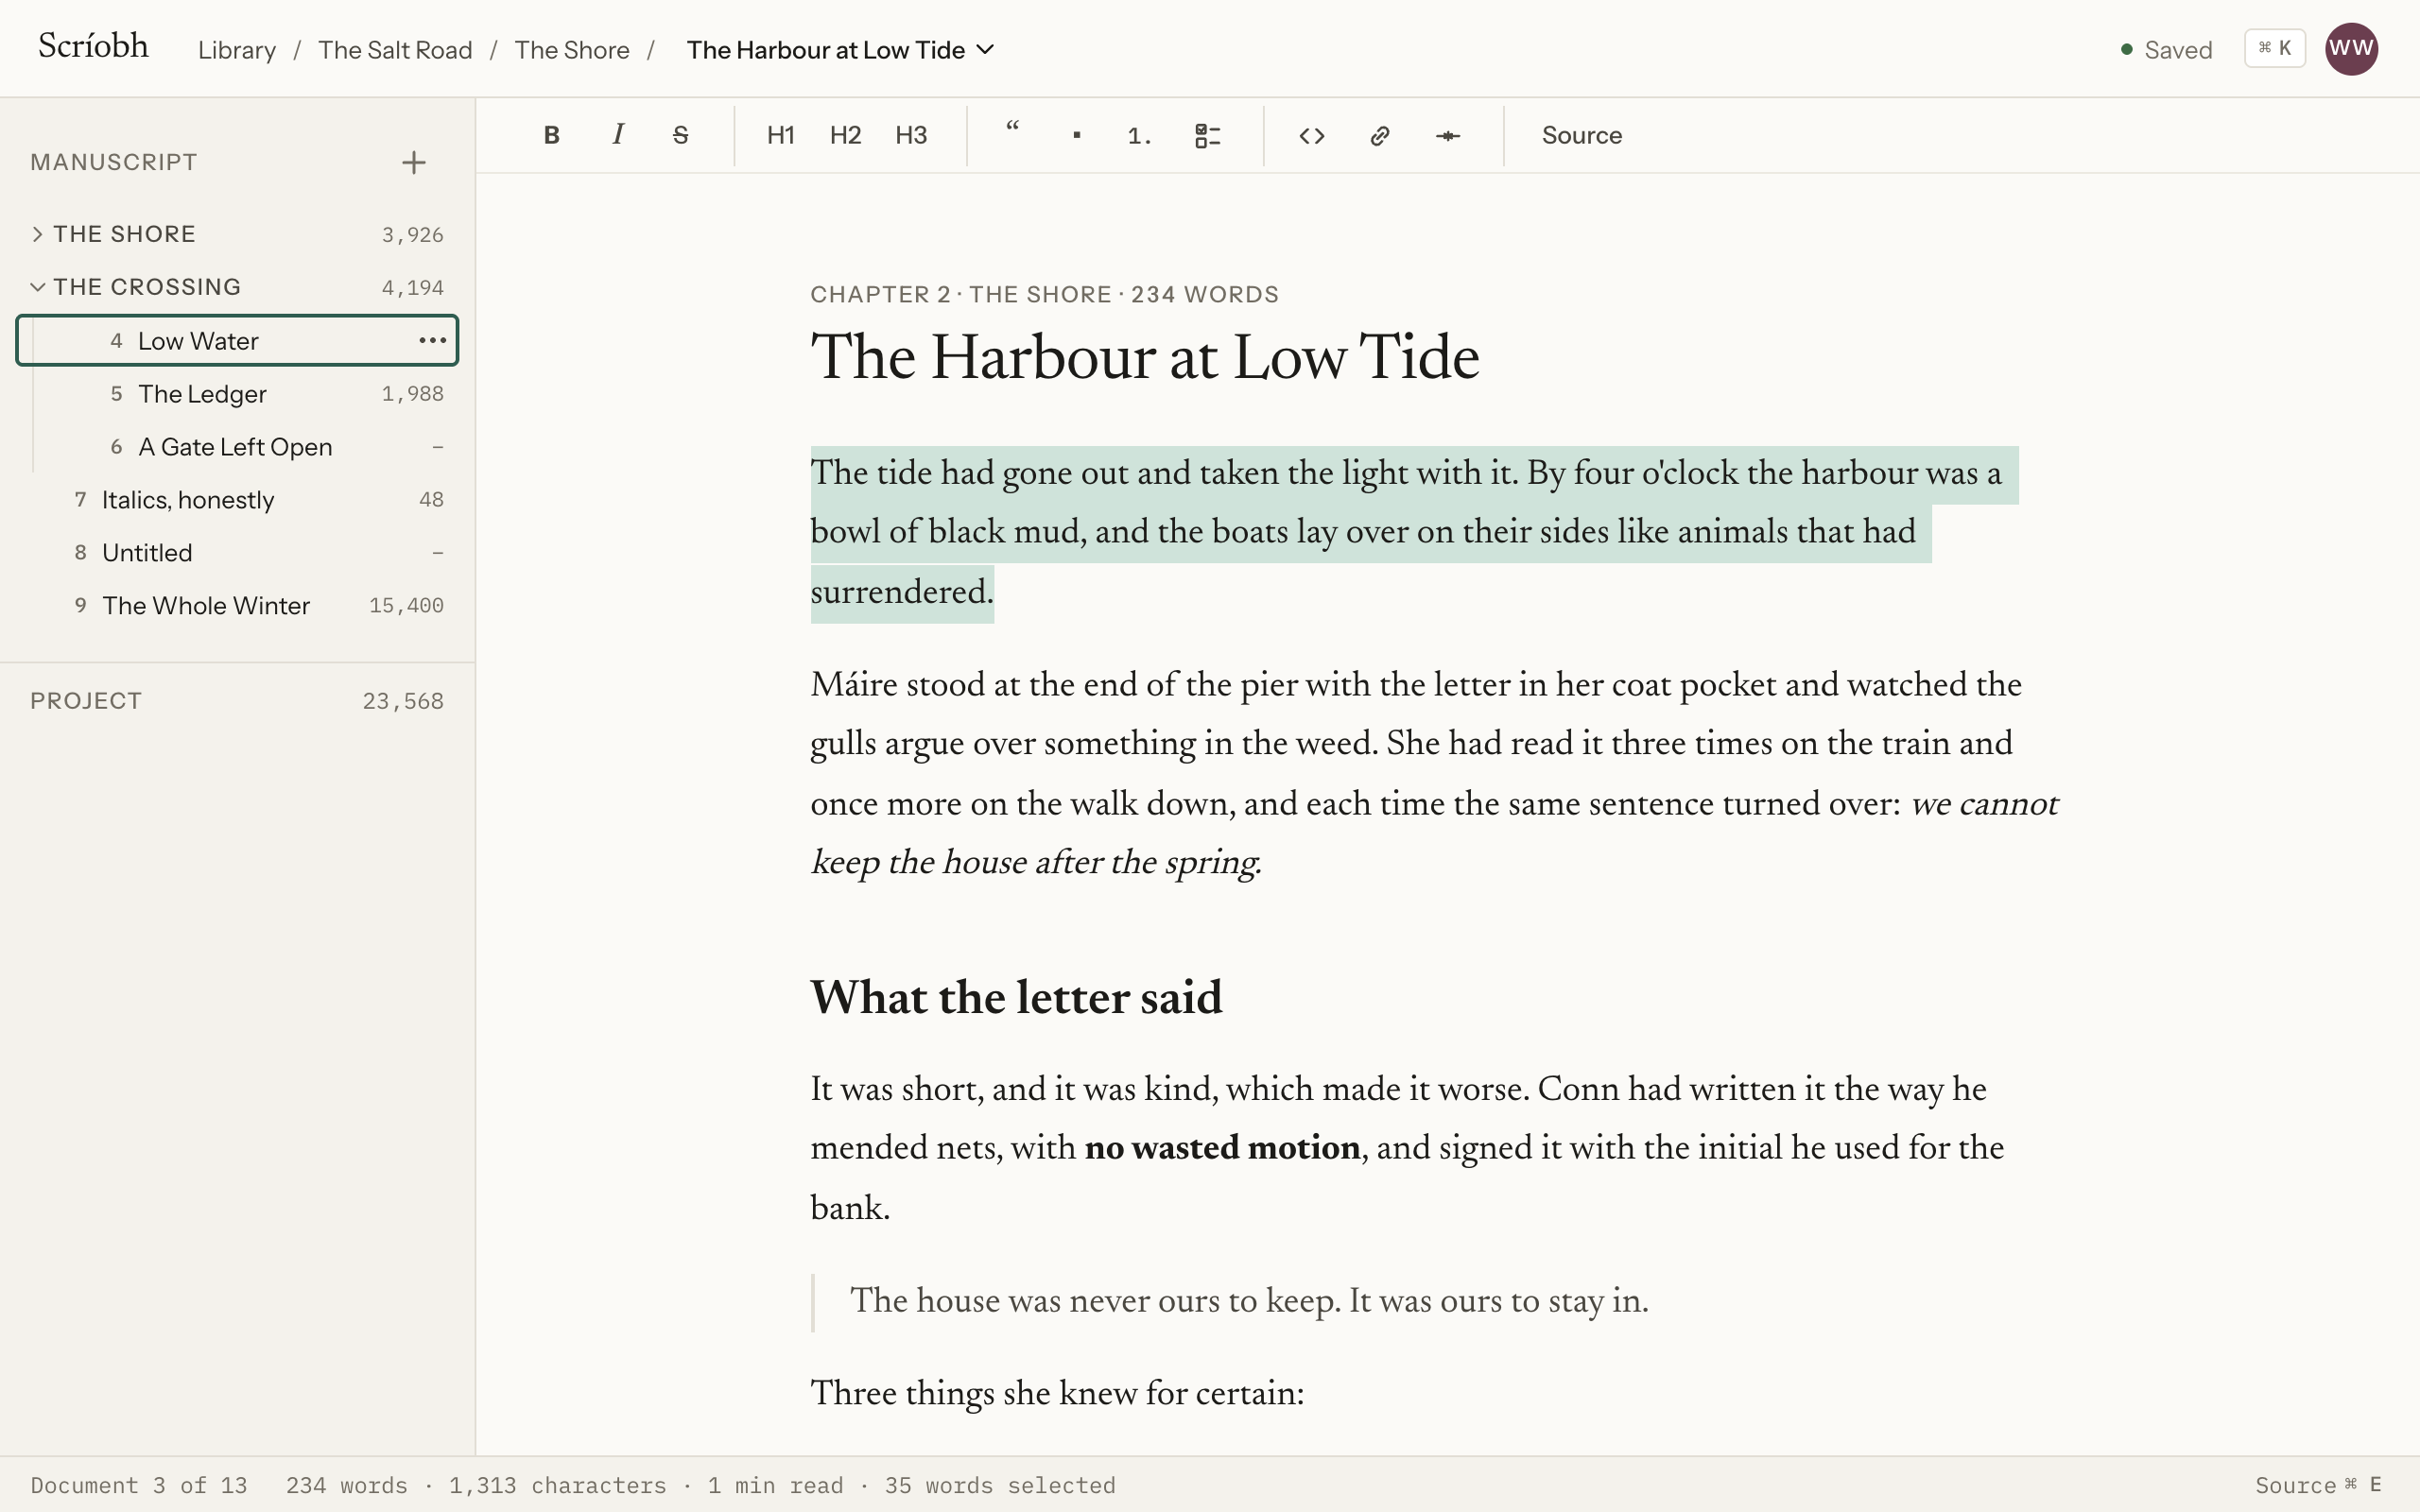 Scríobh Library / The Salt Road / The Shore / The Harbour at Low Tide Saved ⌘ K WW
MANUSCRIPT +
THE SHORE 3,926
THE CROSSING 4,194
4 Low Water •••
5 The Ledger 1,988
6 A Gate Left Open –
7 Italics, honestly 48
8 Untitled –
9 The Whole Winter 15,400
PROJECT 23,568
B I S H1 H2 H3 “ ▪ 1. <> Source
CHAPTER 2 · THE SHORE · 234 WORDS
The Harbour at Low Tide
The tide had gone out and taken the light with it. By four o'clock the harbour was a
bowl of black mud, and the boats lay over on their sides like animals that had
surrendered.
Máire stood at the end of the pier with the letter in her coat pocket and watched the
gulls argue over something in the weed. She had read it three times on the train and
once more on the walk down, and each time the same sentence turned over: we cannot
keep the house after the spring.
What the letter said
It was short, and it was kind, which made it worse. Conn had written it the way he
mended nets, with no wasted motion, and signed it with the initial he used for the
bank.
The house was never ours to keep. It was ours to stay in.
Three things she knew for certain:
Document 3 of 13 234 words · 1,313 characters · 1 min read · 35 words selected Source ⌘ E